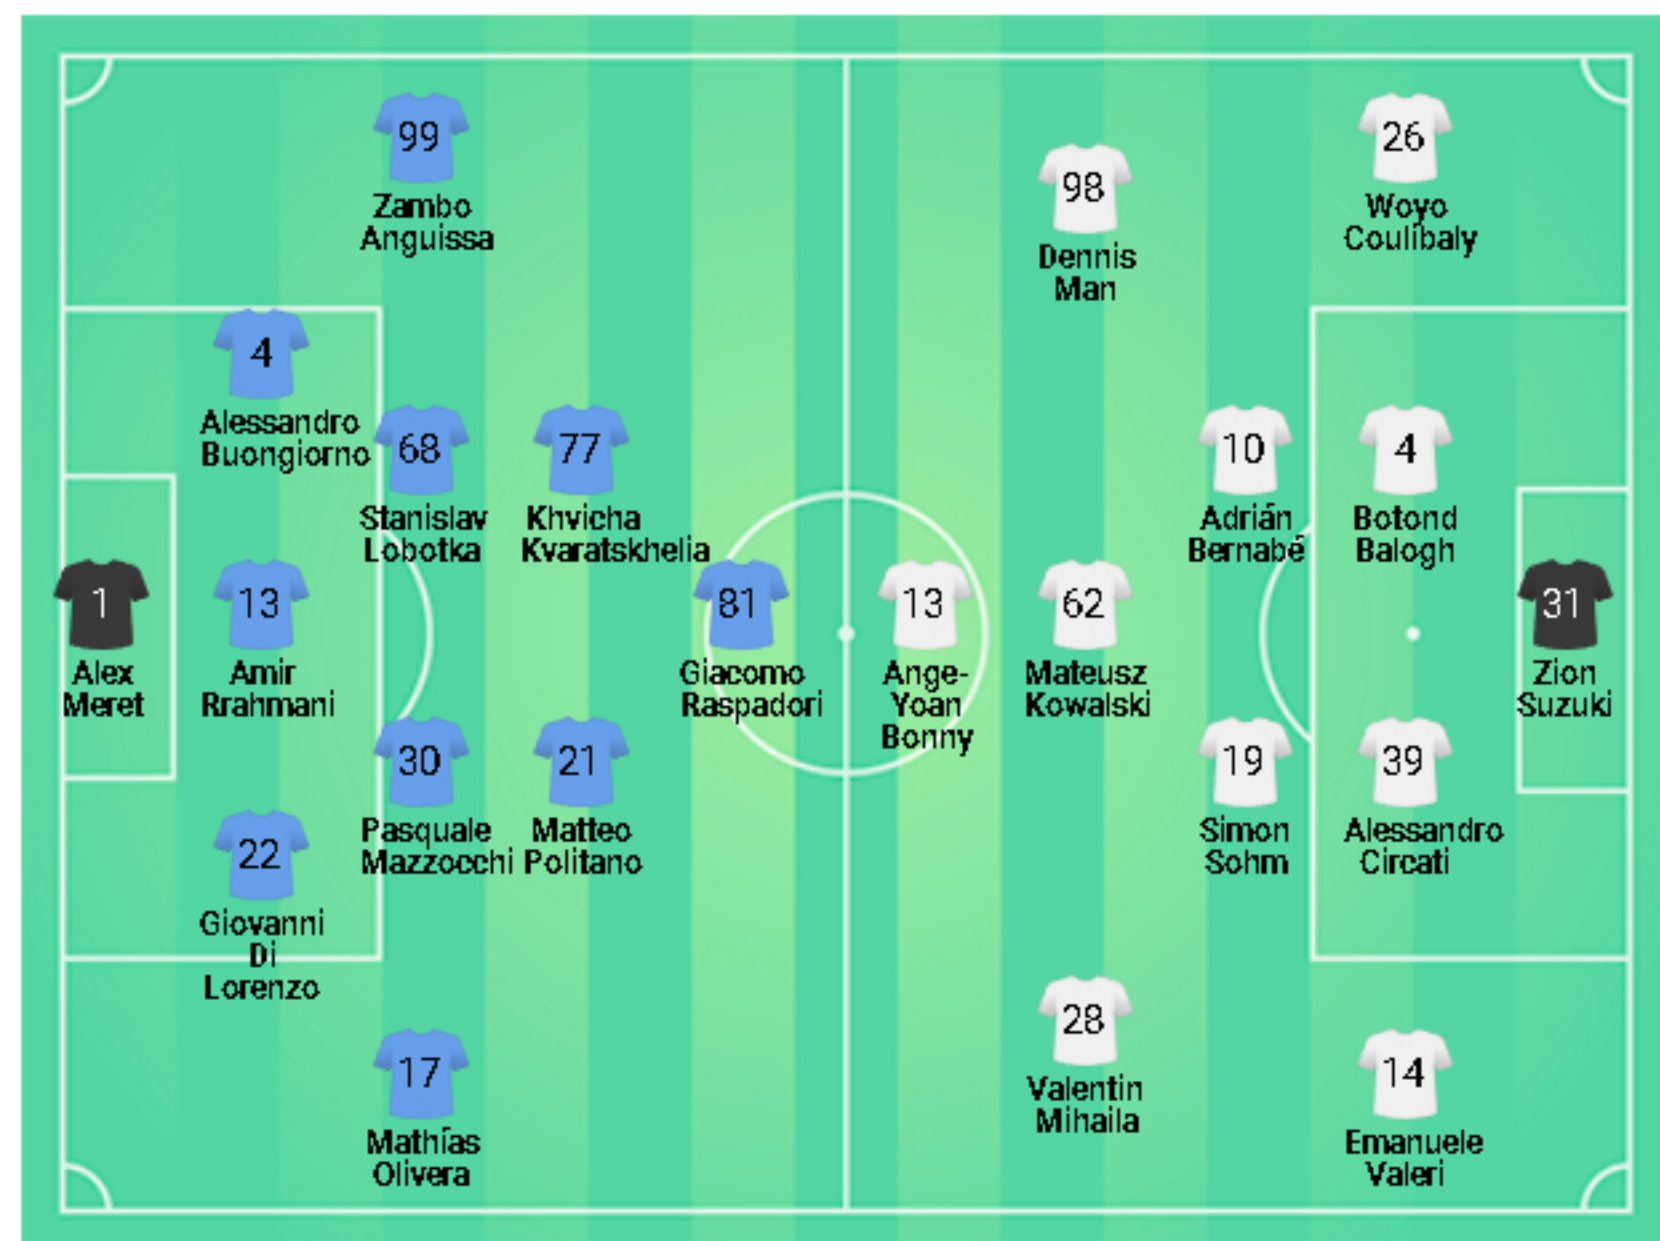 99
Zambo
Anguissa
4
Alessandro
Buongiorno
68
Stanislav
Lobotka
77
Khvicha
Kvaratskhelia
1
Alex
Meret
13
Amir
Rrahmani
81
Giacomo
Raspadori
30
Pasquale
Mazzocchi
21
Matteo
Politano
22
Giovanni
Di
Lorenzo
17
Mathías
Olivera
98
Dennis
Man
26
Woyo
Coulibaly
10
Adrián
Bernabé
4
Botond
Balogh
13
Ange-
Yoan
Bonny
62
Mateusz
Kowalski
31
Zion
Suzuki
19
Simon
Sohm
39
Alessandro
Circati
28
Valentin
Mihaila
14
Emanuele
Valeri